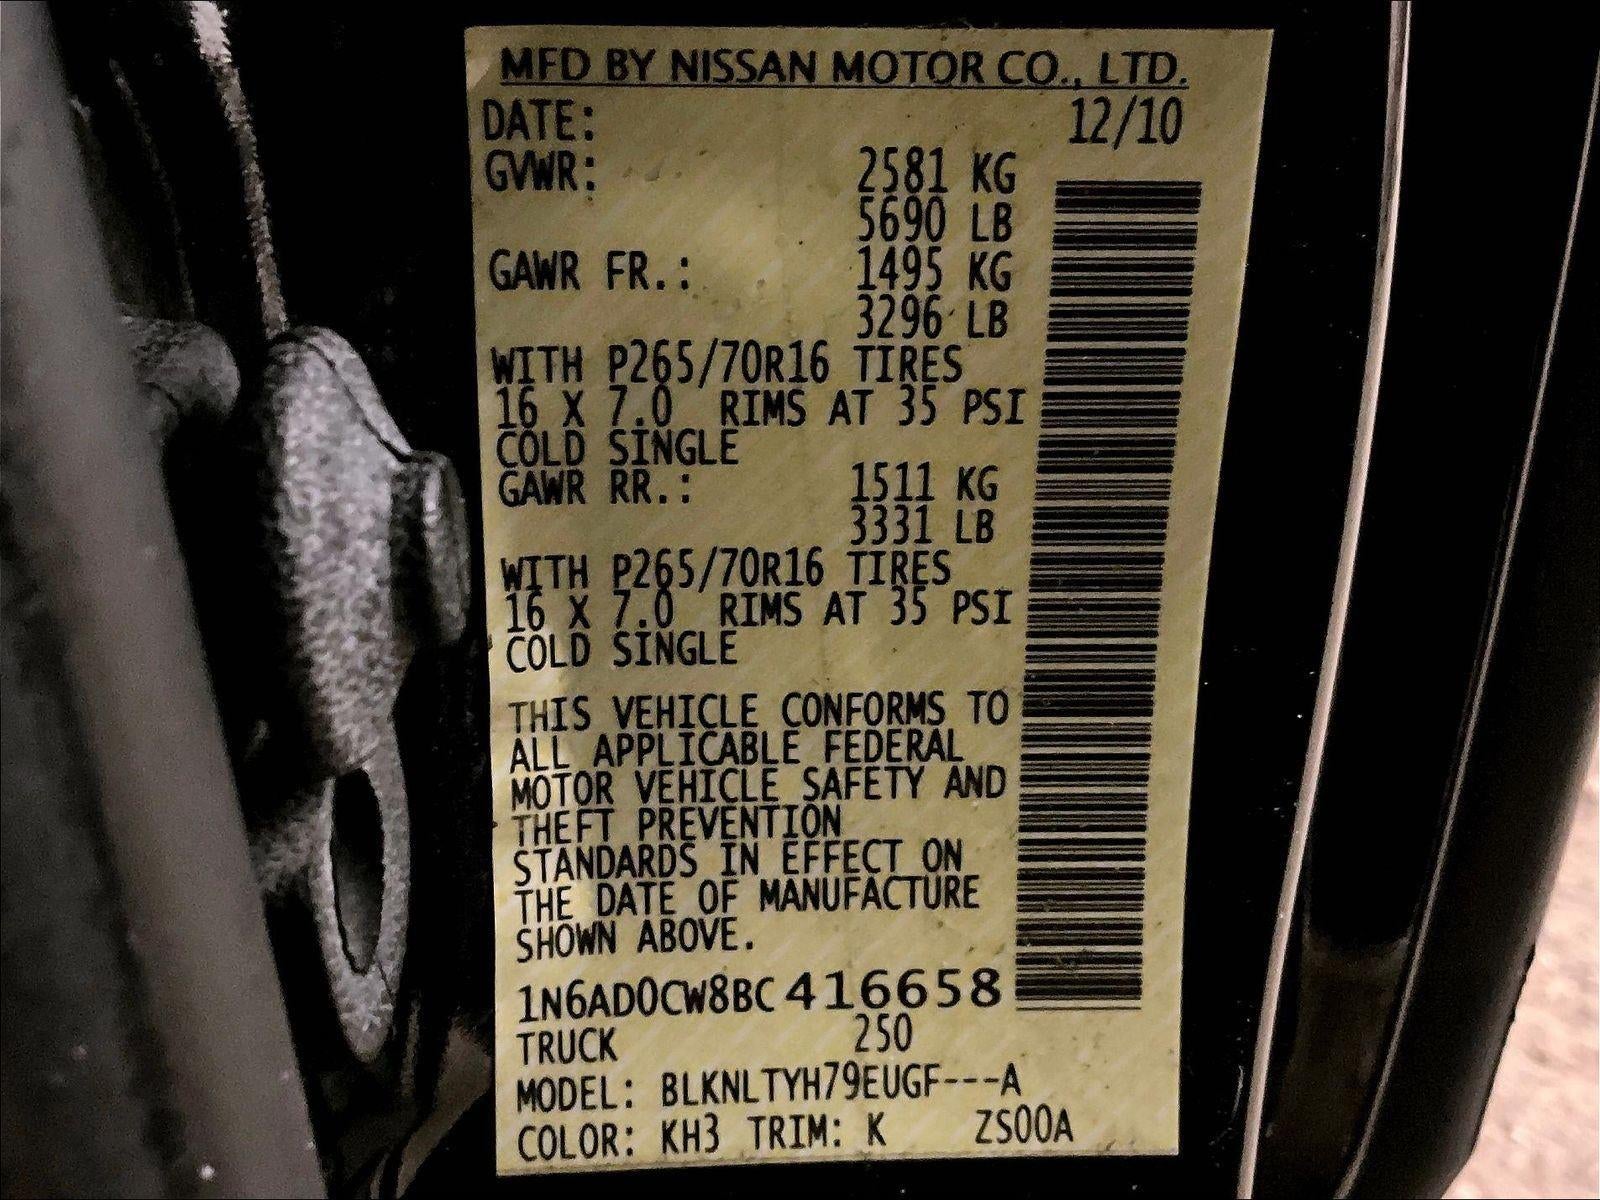 MFD BY NISSAN MOTOR CO., LTD.
DATE: 12/10
GVWR: 2581 KG
5690 LB
GAWR FR.: 1495 KG
3296 LB
WITH P265/70R16 TIRES
16 X 7.0 RIMS AT 35 PSI
COLD SINGLE
GAWR RR.: 1511 KG
3331 LB
WITH P265/70R16 TIRES
16 X 7.0 RIMS AT 35 PSI
COLD SINGLE
THIS VEHICLE CONFORMS TO
ALL APPLICABLE FEDERAL
MOTOR VEHICLE SAFETY AND
THEFT PREVENTION
STANDARDS IN EFFECT ON
THE DATE OF MANUFACTURE
SHOWN ABOVE.
1N6AD0CW8BC416658
TRUCK 250
MODEL: BLKNLTYH79EUGF---A
COLOR: KH3 TRIM: K ZS00A